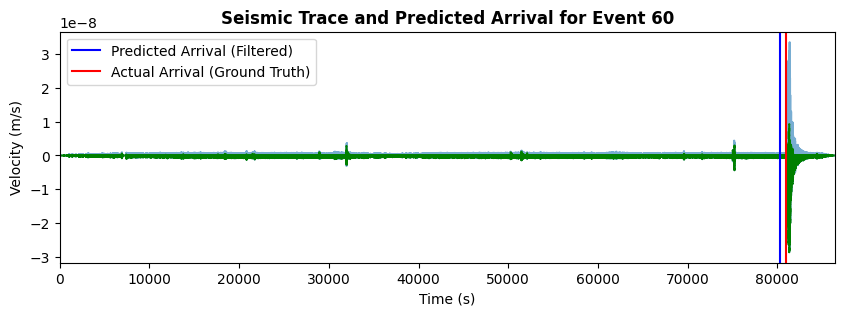 Seismic Trace and Predicted Arrival for Event 60
1e−8
Predicted Arrival (Filtered)
Actual Arrival (Ground Truth)
3
2
1
0
−1
−2
−3
Velocity (m/s)
0 10000 20000 30000 40000 50000 60000 70000 80000
Time (s)